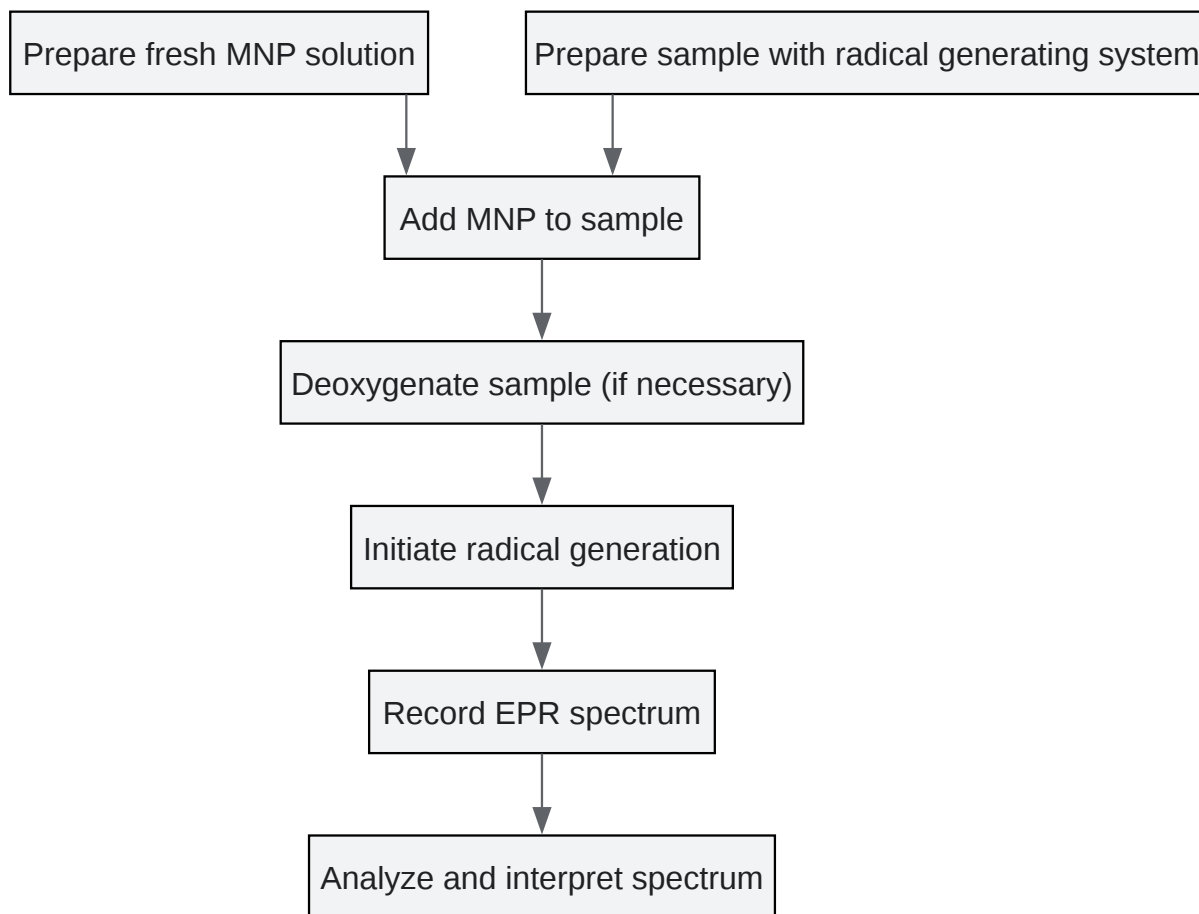 Prepare fresh MNP solution
Prepare sample with radical generating system
Add MNP to sample
Deoxygenate sample (if necessary)
Initiate radical generation
Record EPR spectrum
Analyze and interpret spectrum